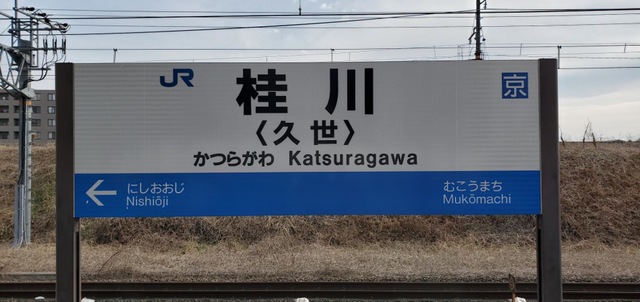 JR 桂川 京
〈久世〉
かつらがわ Katsuragawa
にしおおじ むこうまち
Nishiōji Mukōmachi